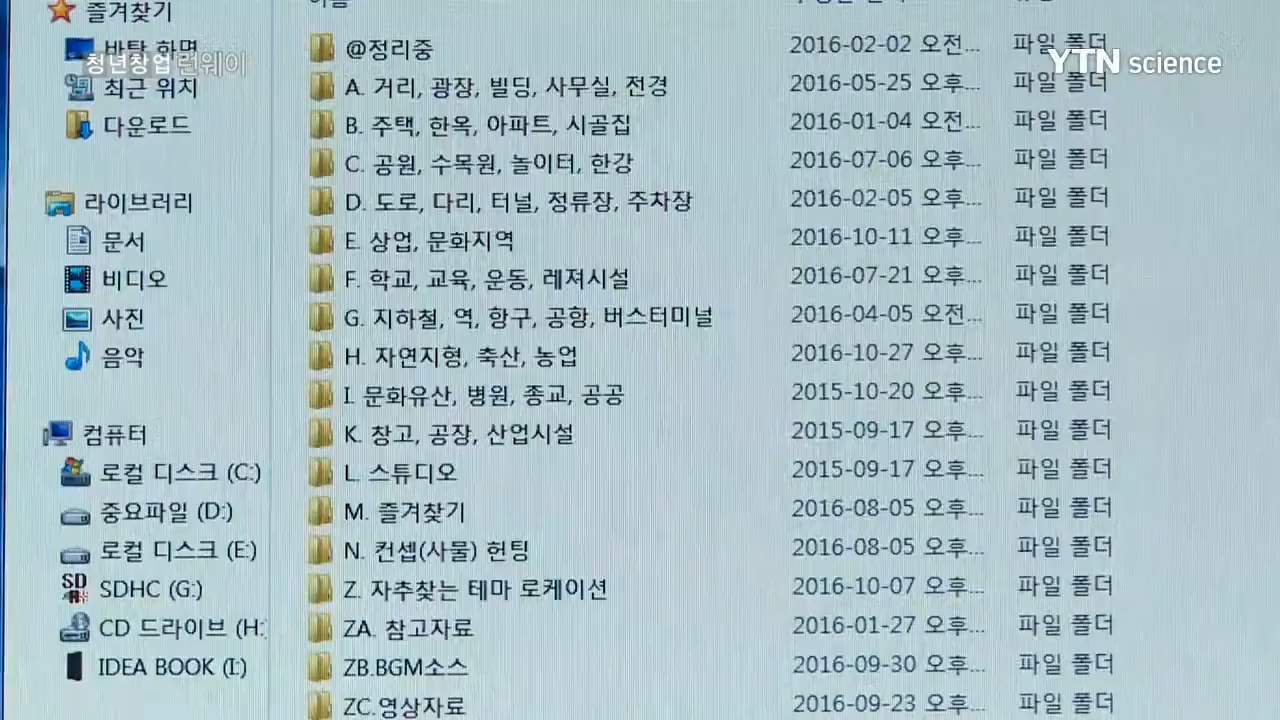 즐겨찾기
바탕 화면
청년창업 런웨이
최근 위치
다운로드
라이브러리
문서
비디오
사진
음악
컴퓨터
로컬 디스크 (C:)
중요파일 (D:)
로컬 디스크 (E:)
SDHC (G:)
CD 드라이브 (H:
IDEA BOOK (I:)
@정리중 2016-02-02 오전... 파일 폴더
A. 거리, 광장, 빌딩, 사무실, 전경 2016-05-25 오후... 파일 폴더
B. 주택, 한옥, 아파트, 시골집 2016-01-04 오전... 파일 폴더
C. 공원, 수목원, 놀이터, 한강 2016-07-06 오후... 파일 폴더
D. 도로, 다리, 터널, 정류장, 주차장 2016-02-05 오후... 파일 폴더
E. 상업, 문화지역 2016-10-11 오후... 파일 폴더
F. 학교, 교육, 운동, 레져시설 2016-07-21 오후... 파일 폴더
G. 지하철, 역, 항구, 공항, 버스터미널 2016-04-05 오전... 파일 폴더
H. 자연지형, 축산, 농업 2016-10-27 오후... 파일 폴더
I. 문화유산, 병원, 종교, 공공 2015-10-20 오후... 파일 폴더
K. 창고, 공장, 산업시설 2015-09-17 오후... 파일 폴더
L. 스튜디오 2015-09-17 오후... 파일 폴더
M. 즐겨찾기 2016-08-05 오후... 파일 폴더
N. 컨셉(사물) 헌팅 2016-08-05 오후... 파일 폴더
Z. 자추찾는 테마 로케이션 2016-10-07 오후... 파일 폴더
ZA. 참고자료 2016-01-27 오후... 파일 폴더
ZB.BGM소스 2016-09-30 오후... 파일 폴더
ZC.영상자료 2016-09-23 오후... 파일 폴더
YTN science